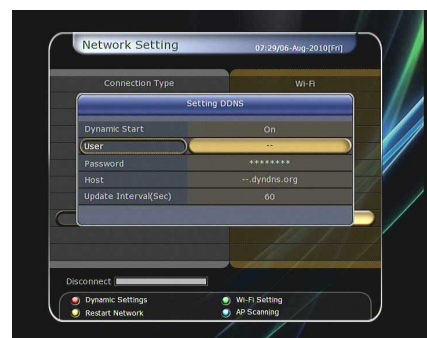 Network Setting 07:29/06-Aug-2010[Fri]
Connection Type Wi-Fi
Setting DDNS
Dynamic Start On
User --
Password ********
Host --.dyndns.org
Update Interval(Sec) 60
Disconnect
Dynamic Settings Wi-Fi Setting
Restart Network AP Scanning